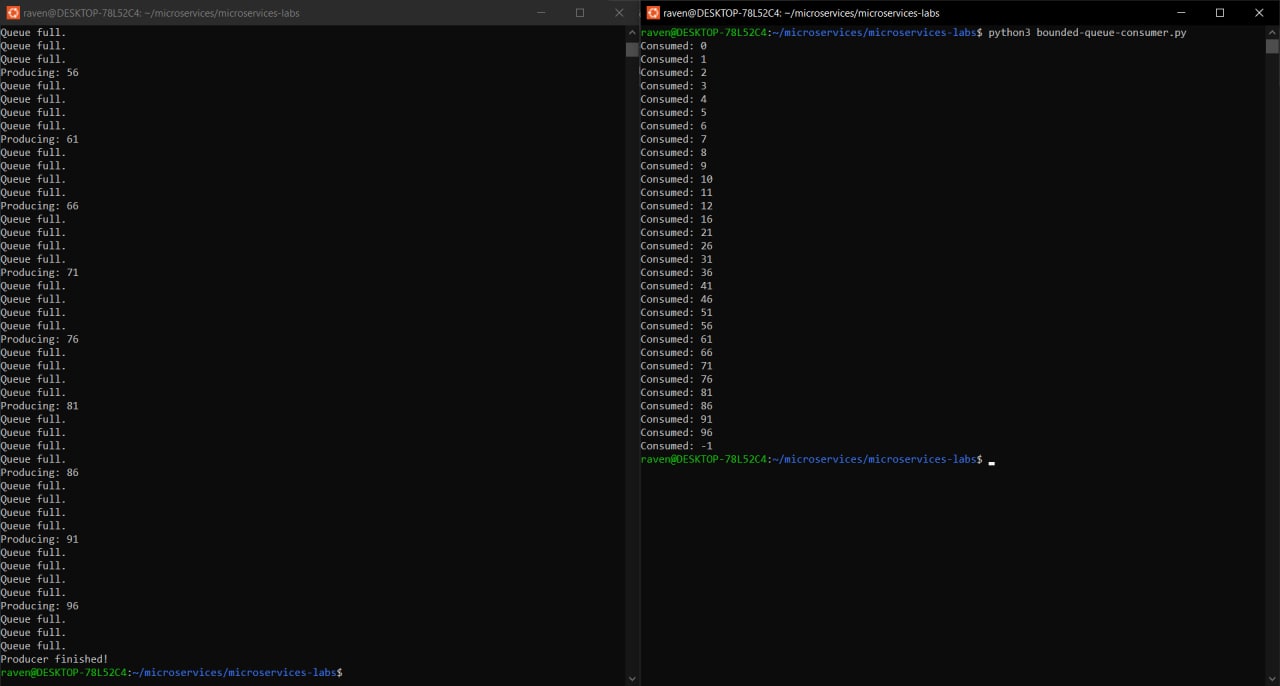 raven@DESKTOP-78L52C4: ~/microservices/microservices-labs
Queue full.
Queue full.
Queue full.
Producing: 56
Queue full.
Queue full.
Queue full.
Queue full.
Producing: 61
Queue full.
Queue full.
Queue full.
Queue full.
Producing: 66
Queue full.
Queue full.
Queue full.
Queue full.
Producing: 71
Queue full.
Queue full.
Queue full.
Queue full.
Producing: 76
Queue full.
Queue full.
Queue full.
Queue full.
Producing: 81
Queue full.
Queue full.
Queue full.
Queue full.
Producing: 86
Queue full.
Queue full.
Queue full.
Queue full.
Producing: 91
Queue full.
Queue full.
Queue full.
Queue full.
Producing: 96
Queue full.
Queue full.
Queue full.
Producer finished!
raven@DESKTOP-78L52C4:~/microservices/microservices-labs$
raven@DESKTOP-78L52C4: ~/microservices/microservices-labs
raven@DESKTOP-78L52C4:~/microservices/microservices-labs$ python3 bounded-queue-consumer.py
Consumed: 0
Consumed: 1
Consumed: 2
Consumed: 3
Consumed: 4
Consumed: 5
Consumed: 6
Consumed: 7
Consumed: 8
Consumed: 9
Consumed: 10
Consumed: 11
Consumed: 12
Consumed: 16
Consumed: 21
Consumed: 26
Consumed: 31
Consumed: 36
Consumed: 41
Consumed: 46
Consumed: 51
Consumed: 56
Consumed: 61
Consumed: 66
Consumed: 71
Consumed: 76
Consumed: 81
Consumed: 86
Consumed: 91
Consumed: 96
Consumed: -1
raven@DESKTOP-78L52C4:~/microservices/microservices-labs$